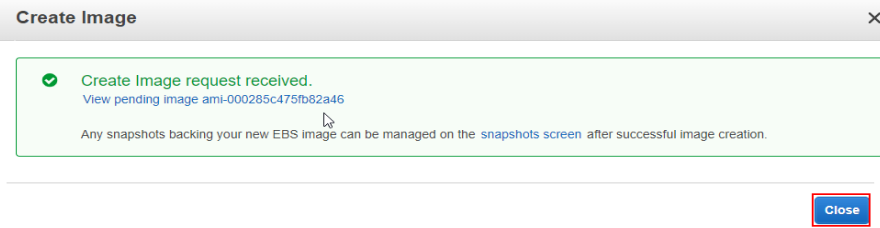 Create Image
Create Image request received.
View pending image ami-000285c475fb82a46
Any snapshots backing your new EBS image can be managed on the snapshots screen after successful image creation.
Close